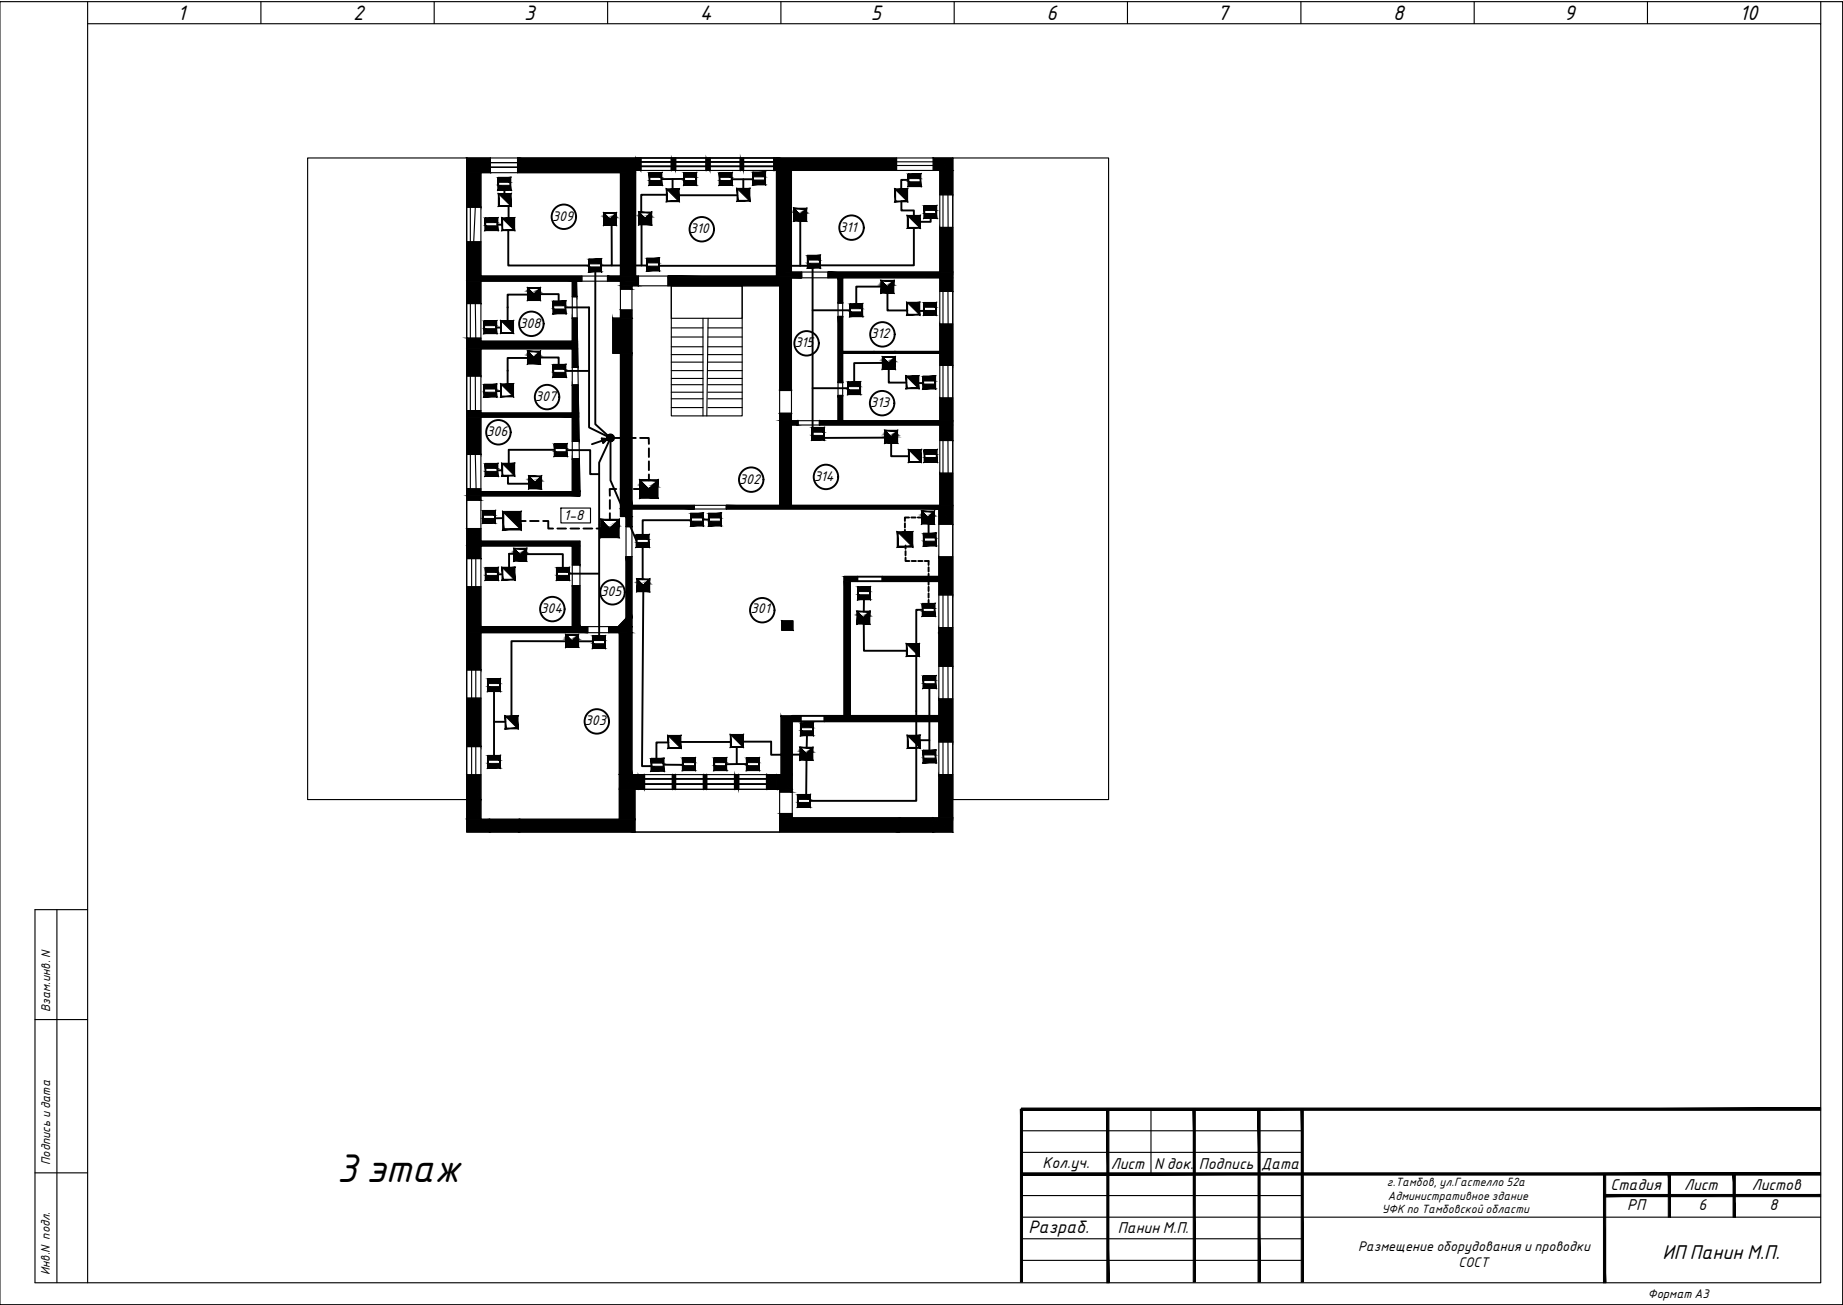 1 2 3 4 5 6 7 8 9 10
309
310
311
308
312
315
307
313
306
302
314
1-8
305
304
301
303
Взам.инв. N
Подпись и дата
Инв.N подл.
3 этаж
Кол.уч. Лист N док. Подпись Дата
г.Тамбов, ул.Гастелло 52а
Административное здание
УФК по Тамбовской области
Стадия Лист Листов
РП 6 8
Разраб. Панин М.П.
Размещение оборудования и проводки
СОСТ
ИП Панин М.П.
Формат А3